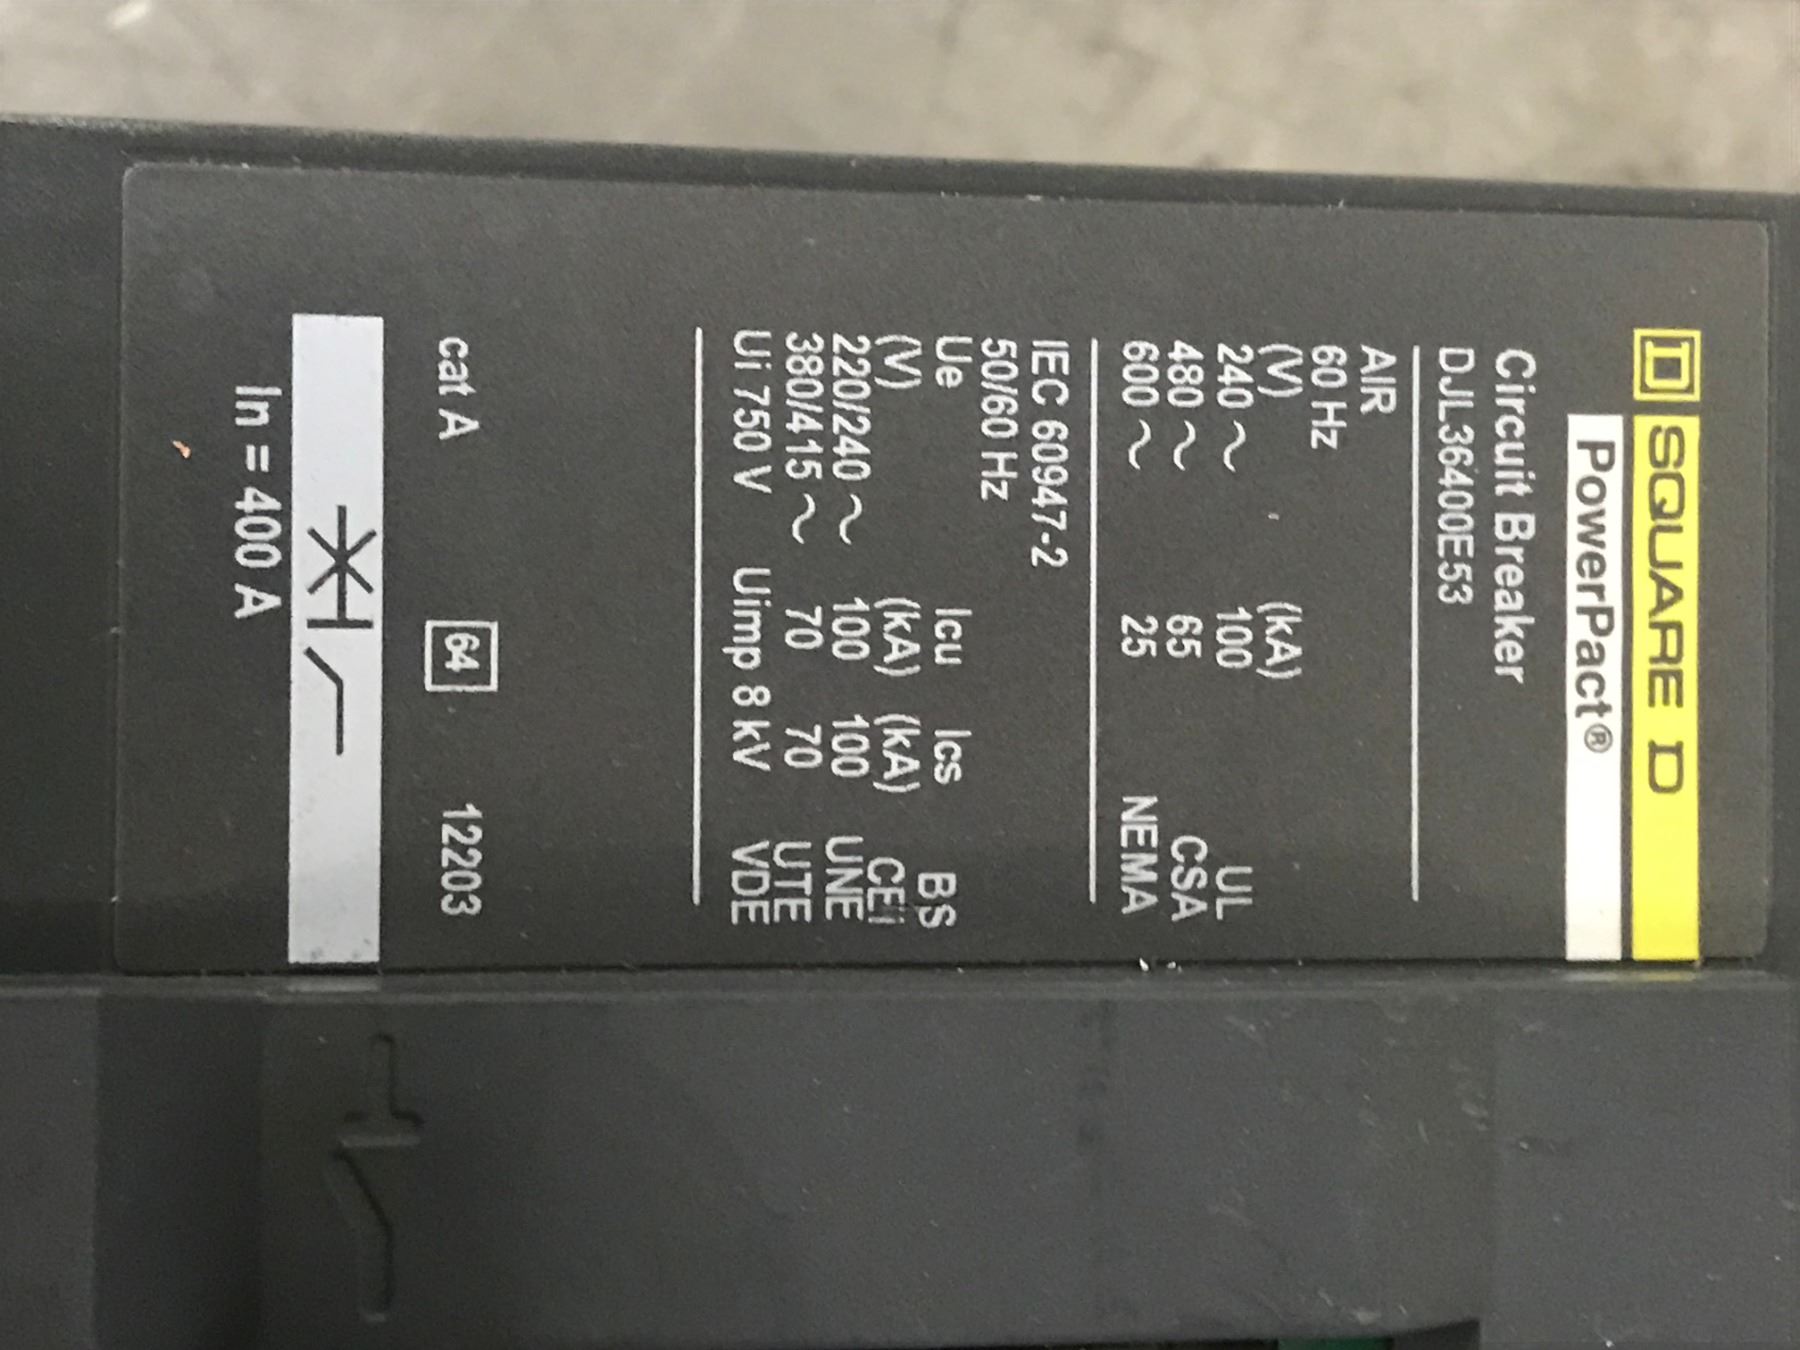 SQUARE D
PowerPact®
Circuit Breaker
DJL36400E53
AIR
60 Hz
(V) (kA)
240 ~ 100 UL
480 ~ 65 CSA
600 ~ 25 NEMA
IEC 60947-2
50/60 Hz
Ue Icu Ics BS
(V) (kA) (kA) CEi
220/240 ~ 100 100 UNE
380/415 ~ 70 70 UTE
Ui 750 V Uimp 8 kV VDE
cat A 64 12203
In = 400 A